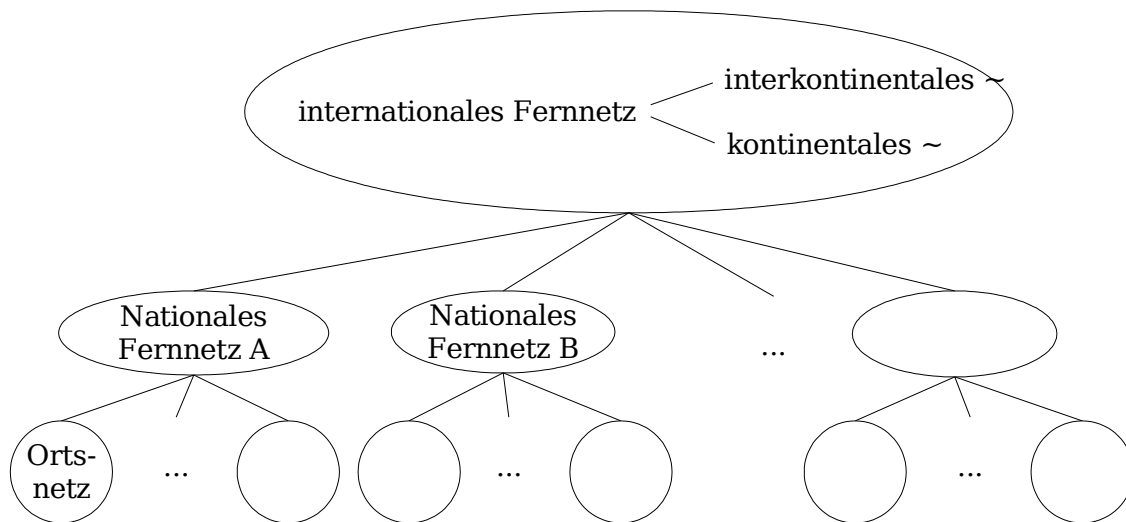 interkontinentales ~
internationales Fernnetz
kontinentales ~
Nationales
Fernnetz A
Nationales
Fernnetz B
...
Orts-
netz
...
...
...